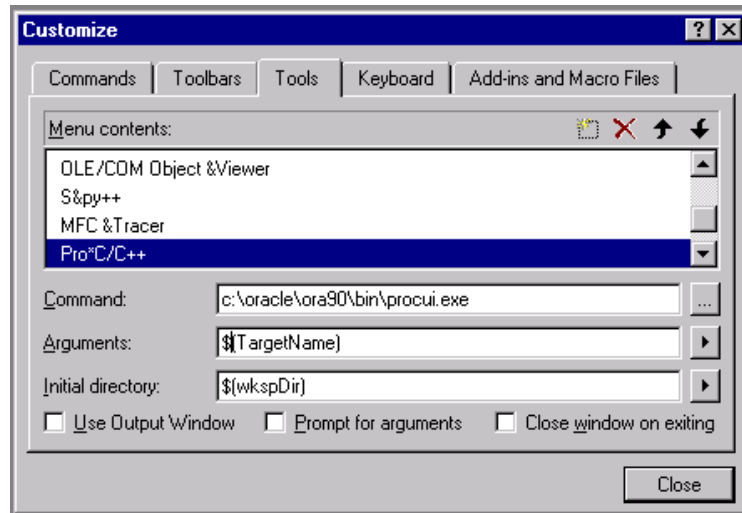 Customize
Commands Toolbars Tools Keyboard Add-ins and Macro Files
Menu contents:
OLE/COM Object &Viewer
S&py++
MFC &Tracer
Pro*C/C++
Command: c:\oracle\ora90\bin\procui.exe ...
Arguments: $(TargetName)
Initial directory: $(wkspDir)
Use Output Window Prompt for arguments Close window on exiting
Close